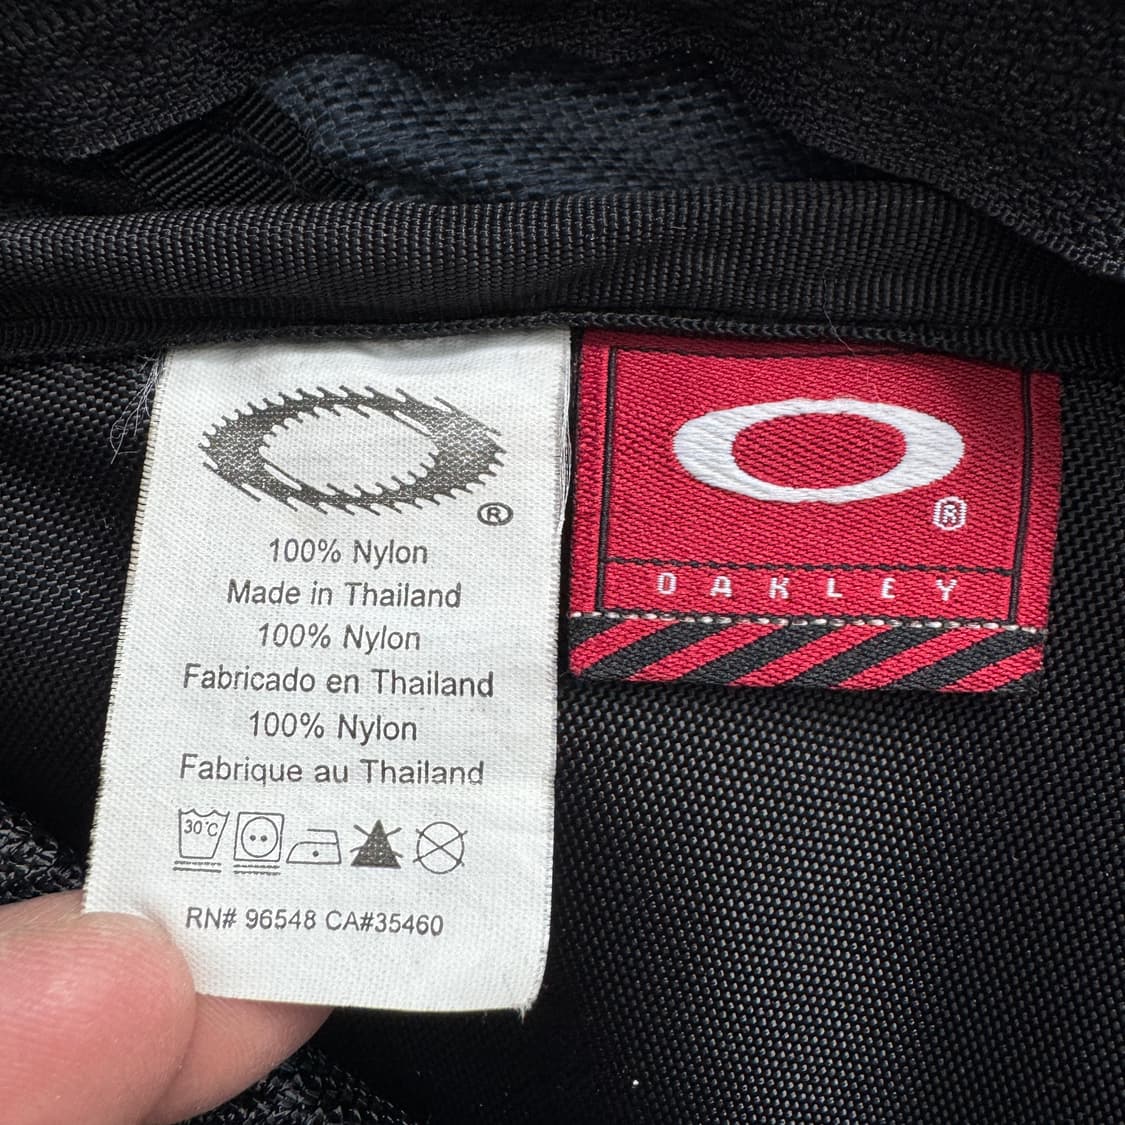 ®
100% Nylon
Made in Thailand
100% Nylon
Fabricado en Thailand
100% Nylon
Fabrique au Thailand
30°C
RN# 96548 CA#35460
®
OAKLEY